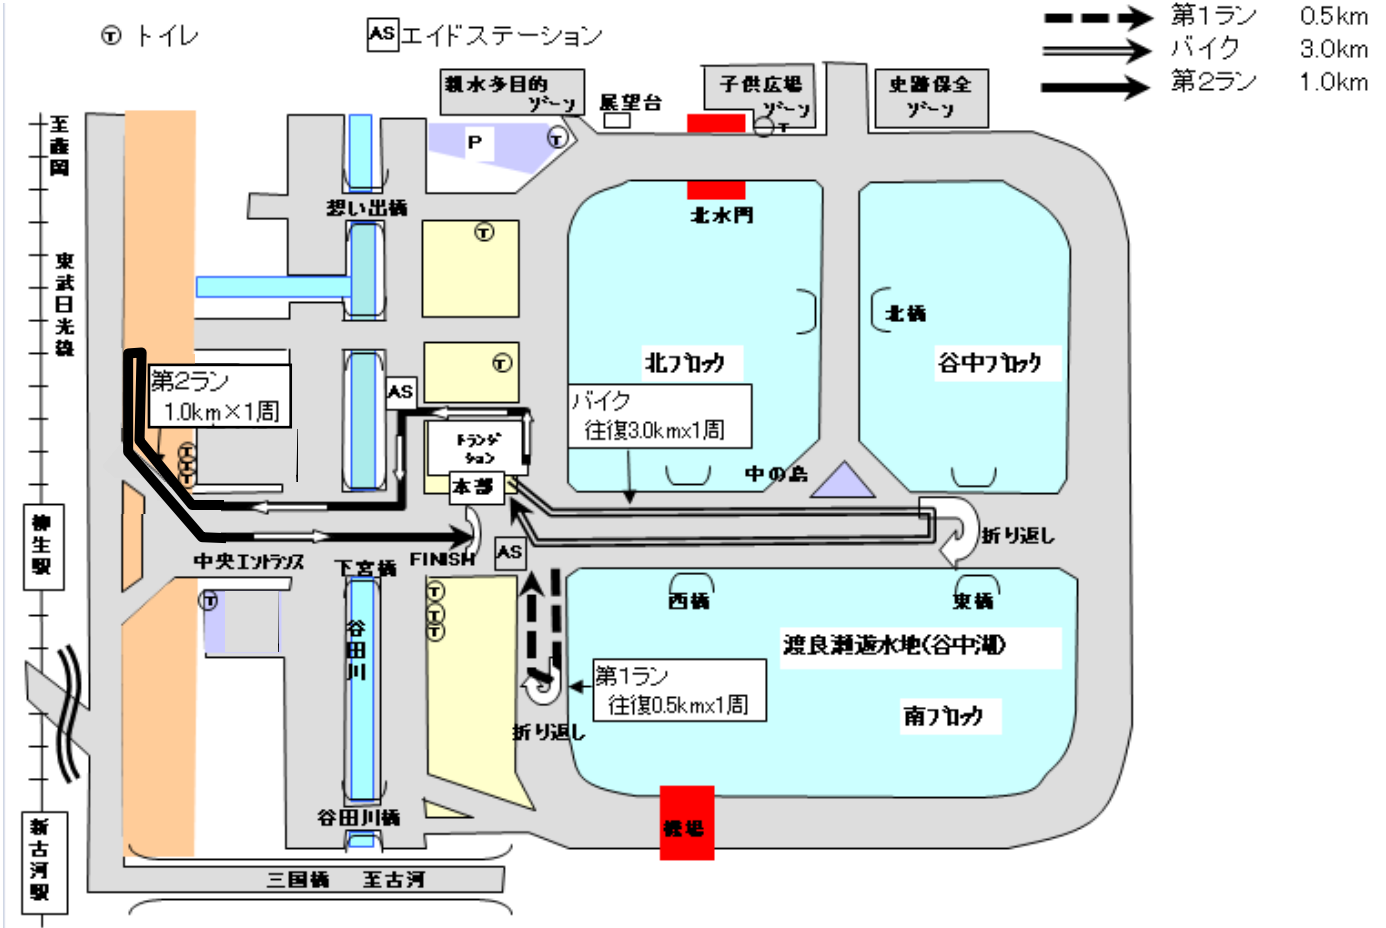 Ⓣ トイレ
AS エイドステーション
第1ラン 0.5km
バイク 3.0km
第2ラン 1.0km
親水多目的
ゾーン
展望台
子供広場
ゾーン
史跡保全
ゾーン
P
T
T
北水門
想い出橋
T
東武日光線
北橋
北ブロック
谷中ブロック
T
第2ラン
1.0km×1周
AS
バイク
往復3.0kmx1周
トランジ
ション
本部
中の島
T
T
T
柳生駅
折り返し
中央エントランス
下宮橋
FINISH
AS
T
T
T
T
西橋
東橋
谷田川
渡良瀬遊水地(谷中湖)
第1ラン
往復0.5kmx1周
南ブロック
折り返し
谷田川橋
機場
新古河駅
三国橋 至古河